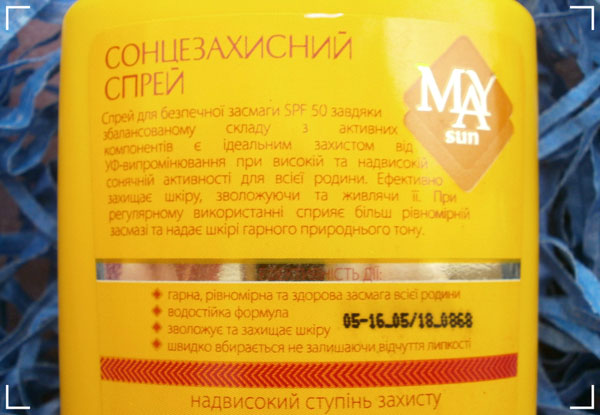 СОНЦЕЗАХИСНИЙ
СПРЕЙ
MAY
sun
Спрей для безпечної засмаги SPF 50 завдяки
збалансованому складу з активних
компонентів є ідеальним захистом від
УФ-випромінювання при високій та надвисокій
сонячній активності для всієї родини. Ефективно
захищає шкіру, зволожуючи та живлячи її. При
регулярному використанні сприяє більш рівномірній
засмазі та надає шкірі гарного природнього тону.
дії:
гарна, рівномірна та здорова засмага всієї родини
водостійка формула
зволожує та захищає шкіру
швидко вбирається не залишаючи відчуття липкості
05-16_05/18_0868
надвисокий ступінь захисту